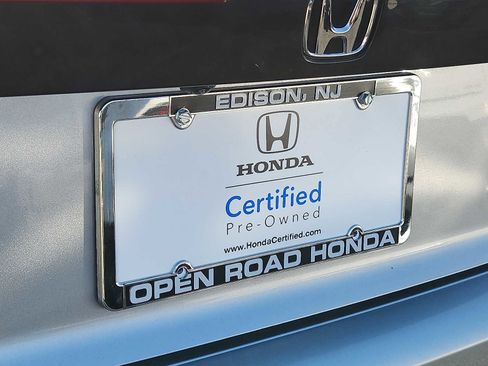 EDISON, NJ
HONDA
Certified
Pre-Owned
www.HondaCertified.com
OPEN ROAD HONDA